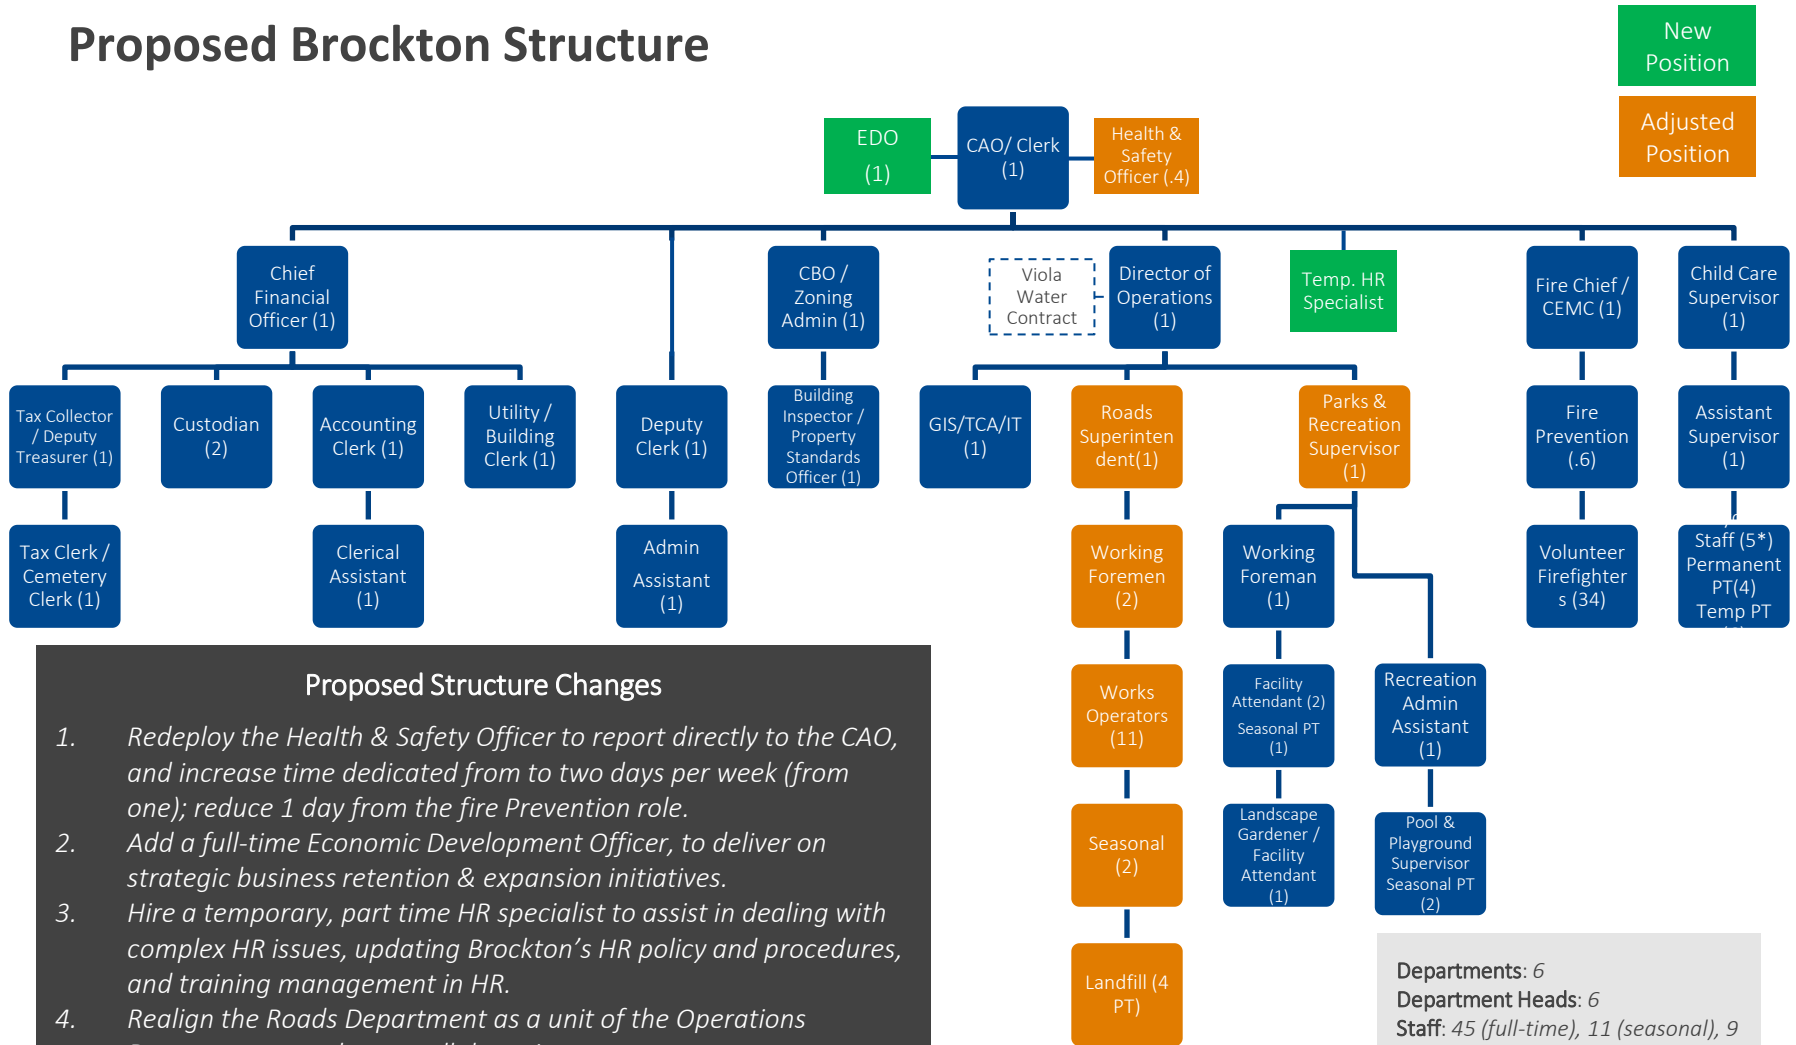 Proposed Brockton Structure
New
Position
Adjusted
Position
EDO
(1)
CAO/ Clerk
(1)
Health &
Safety
Officer (.4)
Chief
Financial
Officer (1)
CBO /
Zoning
Admin (1)
Viola
Water
Contract
Director of
Operations
(1)
Temp. HR
Specialist
Fire Chief /
CEMC (1)
Child Care
Supervisor
(1)
Tax Collector
/ Deputy
Treasurer (1)
Custodian
(2)
Accounting
Clerk (1)
Utility /
Building
Clerk (1)
Deputy
Clerk (1)
Building
Inspector /
Property
Standards
Officer (1)
GIS/TCA/IT
(1)
Roads
Superinten
dent(1)
Parks &
Recreation
Supervisor
(1)
Fire
Prevention
(.6)
Assistant
Supervisor
(1)
Tax Clerk /
Cemetery
Clerk (1)
Clerical
Assistant
(1)
Admin
Assistant
(1)
Working
Foremen
(2)
Working
Foreman
(1)
Volunteer
Firefighter
s (34)
Staff (5*)
Permanent
PT(4)
Temp PT
Works
Operators
(11)
Facility
Attendant (2)
Seasonal PT
(1)
Recreation
Admin
Assistant
(1)
Seasonal
(2)
Landscape
Gardener /
Facility
Attendant
(1)
Pool &
Playground
Supervisor
Seasonal PT
(2)
Landfill (4
PT)
Proposed Structure Changes
1. Redeploy the Health & Safety Officer to report directly to the CAO,
and increase time dedicated from to two days per week (from
one); reduce 1 day from the fire Prevention role.
2. Add a full-time Economic Development Officer, to deliver on
strategic business retention & expansion initiatives.
3. Hire a temporary, part time HR specialist to assist in dealing with
complex HR issues, updating Brockton’s HR policy and procedures,
and training management in HR.
4. Realign the Roads Department as a unit of the Operations
Departments: 6
Department Heads: 6
Staff: 45 (full-time), 11 (seasonal), 9